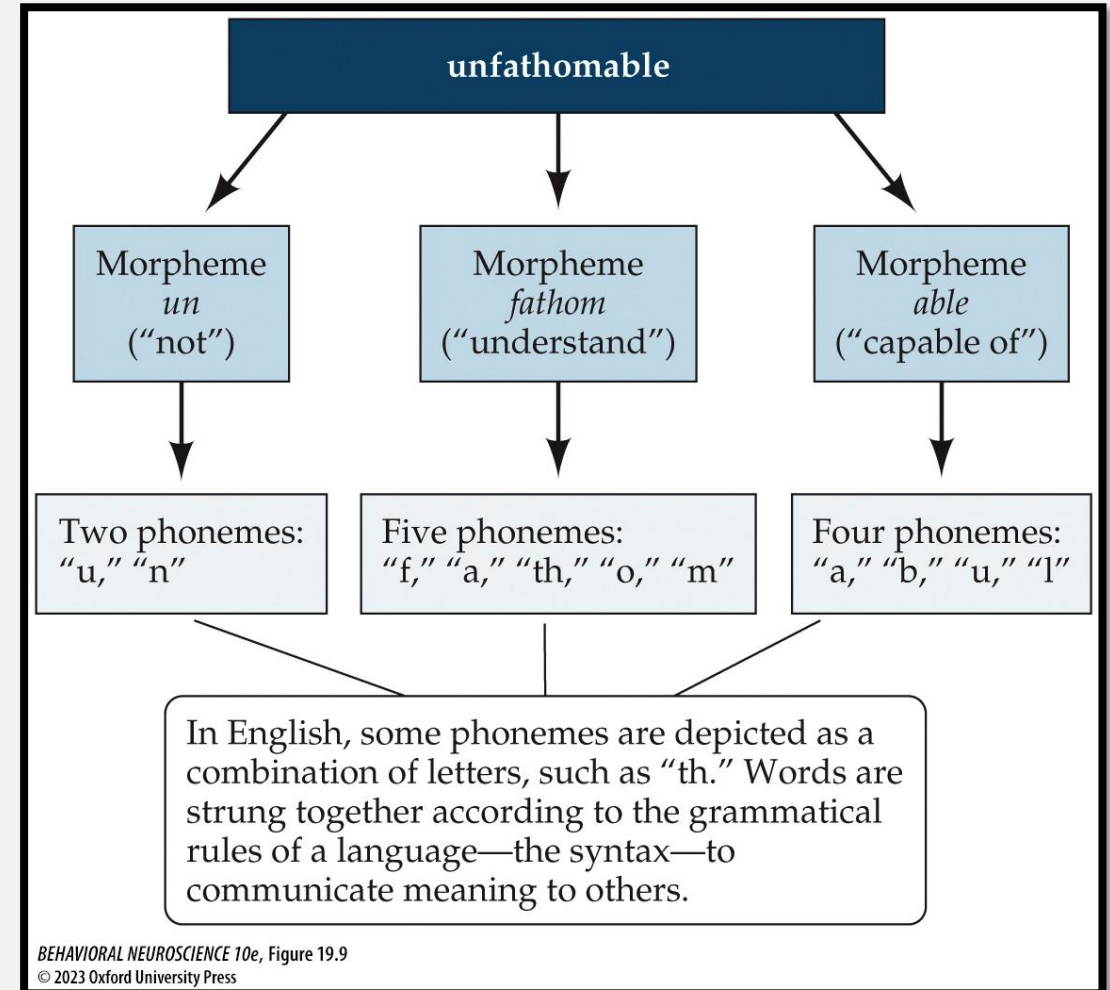 unfathomable
Morpheme
un
(“not”)
Morpheme
fathom
(“understand”)
Morpheme
able
(“capable of”)
Two phonemes:
“u,” “n”
Five phonemes:
“f,” “a,” “th,” “o,” “m”
Four phonemes:
“a,” “b,” “u,” “l”
In English, some phonemes are depicted as a
combination of letters, such as “th.” Words are
strung together according to the grammatical
rules of a language—the syntax—to
communicate meaning to others.
BEHAVIORAL NEUROSCIENCE 10e, Figure 19.9
© 2023 Oxford University Press